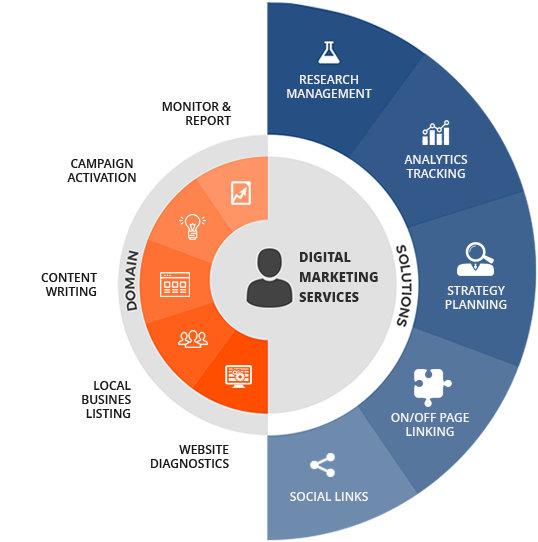 MONITOR &
REPORT
CAMPAIGN
ACTIVATION
CONTENT
WRITING
LOCAL
BUSINES
LISTING
WEBSITE
DIAGNOSTICS
DOMAIN
DIGITAL
MARKETING
SERVICES
SOLUTIONS
RESEARCH
MANAGEMENT
ANALYTICS
TRACKING
STRATEGY
PLANNING
ON/OFF PAGE
LINKING
SOCIAL LINKS